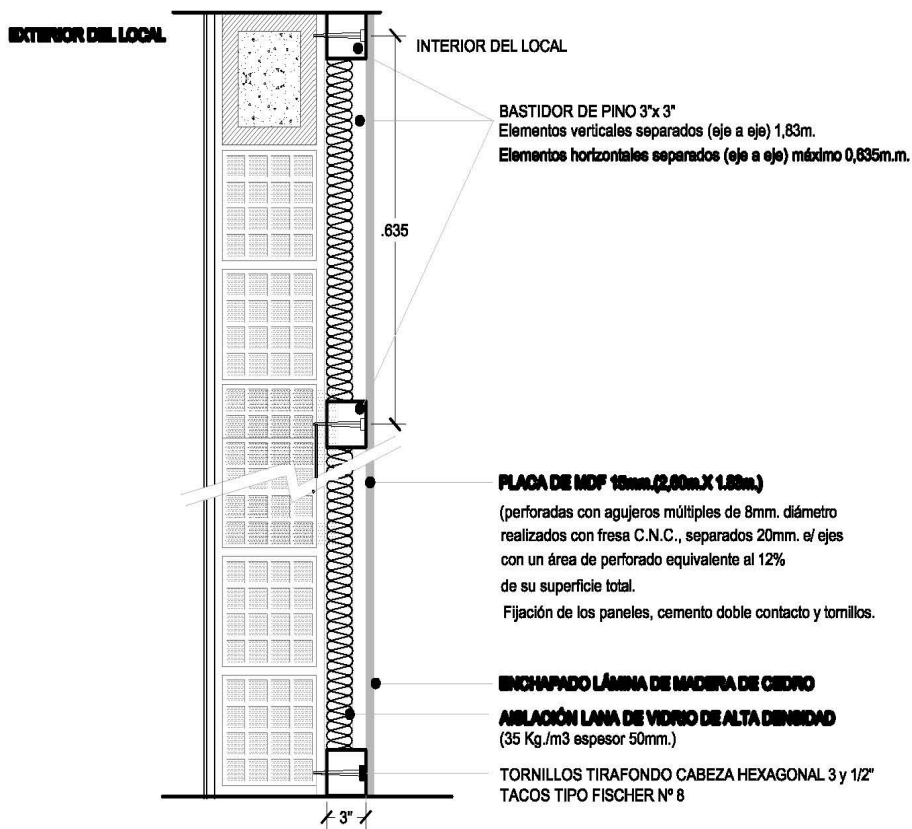 EXTERIOR DEL LOCAL
INTERIOR DEL LOCAL
BASTIDOR DE PINO 3"x 3"
Elementos verticales separados (eje a eje) 1,83m.
Elementos horizontales separados (eje a eje) máximo 0,635m.m.
.635
PLACA DE MDF 15mm.(2,60m.X 1.83m.)
(perforadas con agujeros múltiples de 8mm. diámetro
realizados con fresa C.N.C., separados 20mm. e/ ejes
con un área de perforado equivalente al 12%
de su superficie total.
Fijación de los paneles, cemento doble contacto y tornillos.
ENCHAPADO LÁMINA DE MADERA DE CEDRO
AISLACIÓN LANA DE VIDRIO DE ALTA DENSIDAD
(35 Kg./m3 espesor 50mm.)
TORNILLOS TIRAFONDO CABEZA HEXAGONAL 3 y 1/2"
TACOS TIPO FISCHER Nº 8
3"